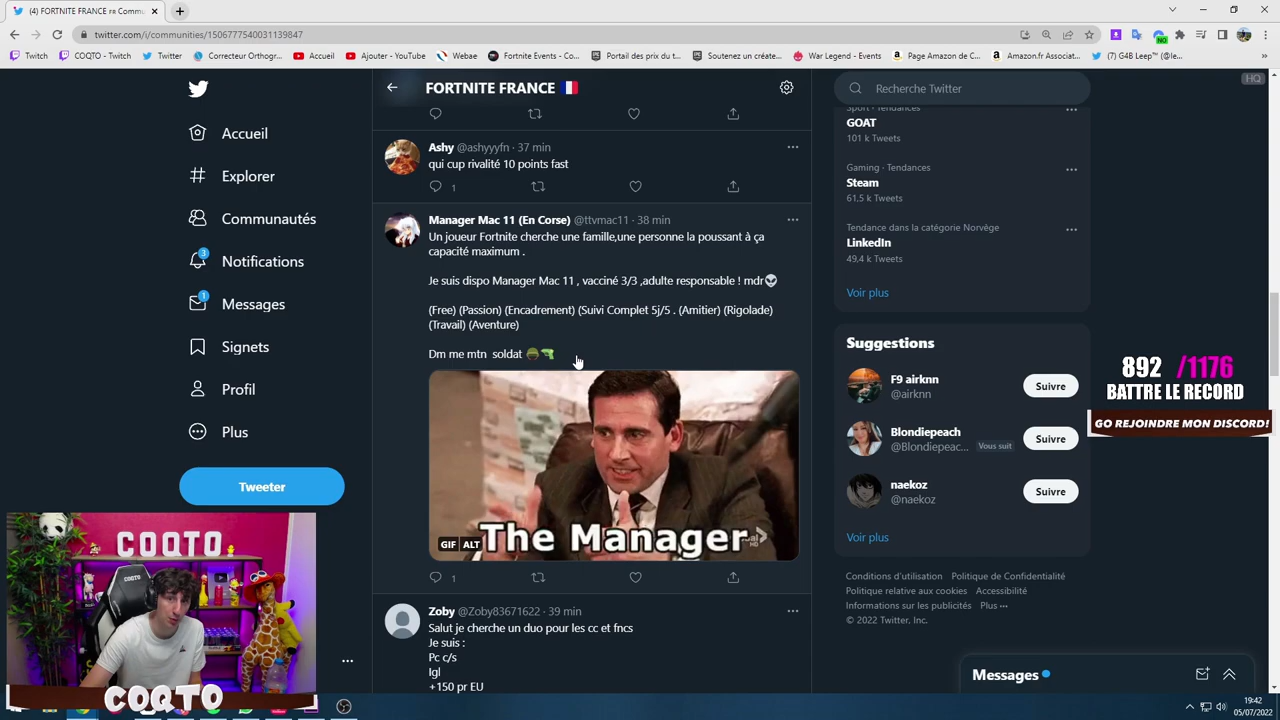 (4) FORTNITE FRANCE
twitter.com/i/communities/1506777540031139847
Twitch
COQTO - Twitch
Twitter
Correcteur Orthogr...
Accueil
Ajouter - YouTube
Webae
Fortnite Events - Co...
Portail des prix du t...
Soutenez un créate...
War Legend - Events
Page Amazon de C...
Amazon.fr Associat...
(7) G4B Leep™ (@le...
HQ
FORTNITE FRANCE
Recherche Twitter
Accueil
Explorer
Communautés
3
Notifications
1
Messages
Signets
Profil
Plus
Tweeter
Ashy @ashyyyfn · 37 min
qui cup rivalité 10 points fast
1
Manager Mac 11 (En Corse) @ttvmac11 · 38 min
Un joueur Fortnite cherche une famille,une personne la poussant à ça
capacité maximum .
Je suis dispo Manager Mac 11 , vacciné 3/3 ,adulte responsable ! mdr👽
(Free) (Passion) (Encadrement) (Suivi Complet 5j/5 . (Amitier) (Rigolade)
(Travail) (Aventure)
Dm me mtn soldat
The Manager
GIF ALT
1
Zoby @Zoby83671622 · 39 min
Salut je cherche un duo pour les cc et fncs
Je suis :
Pc c/s
Igl
+150 pr EU
Sport · Tendances
GOAT
101 k Tweets
Gaming · Tendances
Steam
61,5 k Tweets
Tendance dans la catégorie Norvège
LinkedIn
49,4 k Tweets
Voir plus
Suggestions
F9 airknn
@airknn
Suivre
Blondiepeach
@Blondiepeac...
Vous suit
Suivre
naekoz
@naekoz
Suivre
Voir plus
Conditions d'utilisation Politique de Confidentialité
Politique relative aux cookies Accessibilité
Informations sur les publicités Plus ···
© 2022 Twitter, Inc.
Messages
892 /1176
BATTRE LE RECORD
GO REJOINDRE MON DISCORD!
COQTO
COQTO
COQTO
19:42
05/07/2022